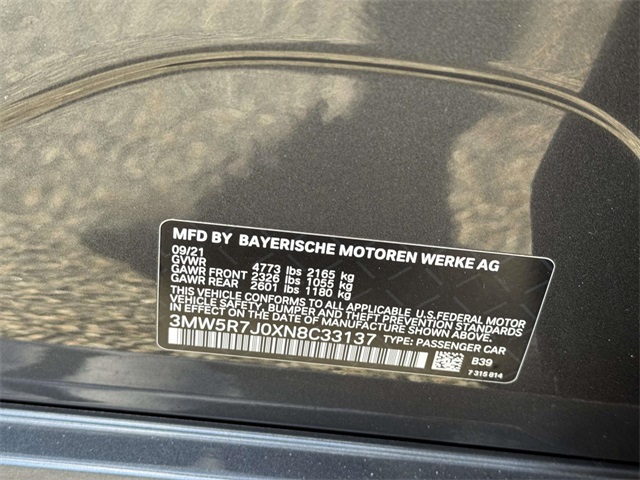 MFD BY BAYERISCHE MOTOREN WERKE AG
09/21
GVWR 4773 lbs 2165 kg
GAWR FRONT 2326 lbs 1055 kg
GAWR REAR 2601 lbs 1180 kg
THIS VEHICLE CONFORMS TO ALL APPLICABLE U.S.FEDERAL MOTOR
VEHICLE SAFETY, BUMPER AND THEFT PREVENTION STANDARDS
IN EFFECT ON THE DATE OF MANUFACTURE SHOWN ABOVE.
3MW5R7J0XN8C33137 TYPE: PASSENGER CAR
B39
7 318 814